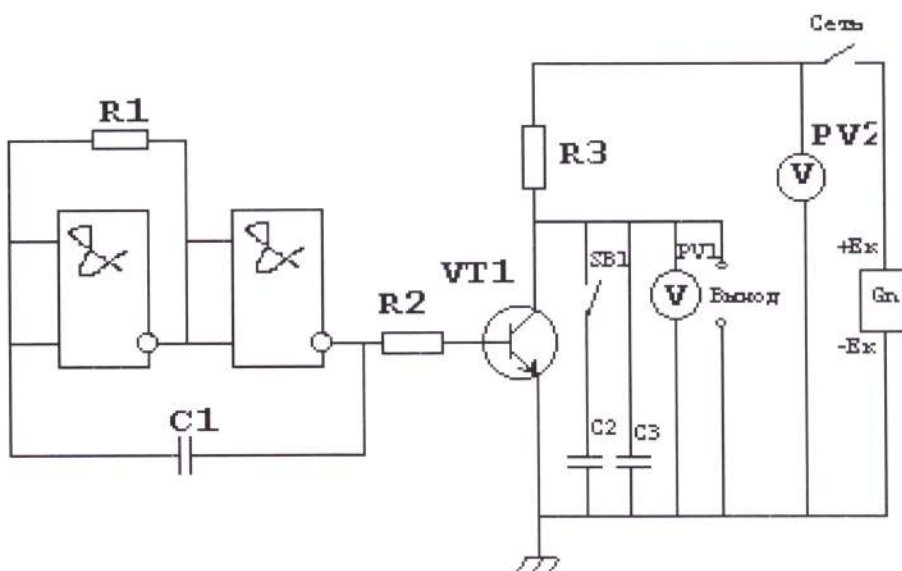 Сеть
R1
R3
PV2
V
&
&
VT1
SB1
PV1
V
Выход
+Ек
Gn
-Ек
R2
C1
C2
C3